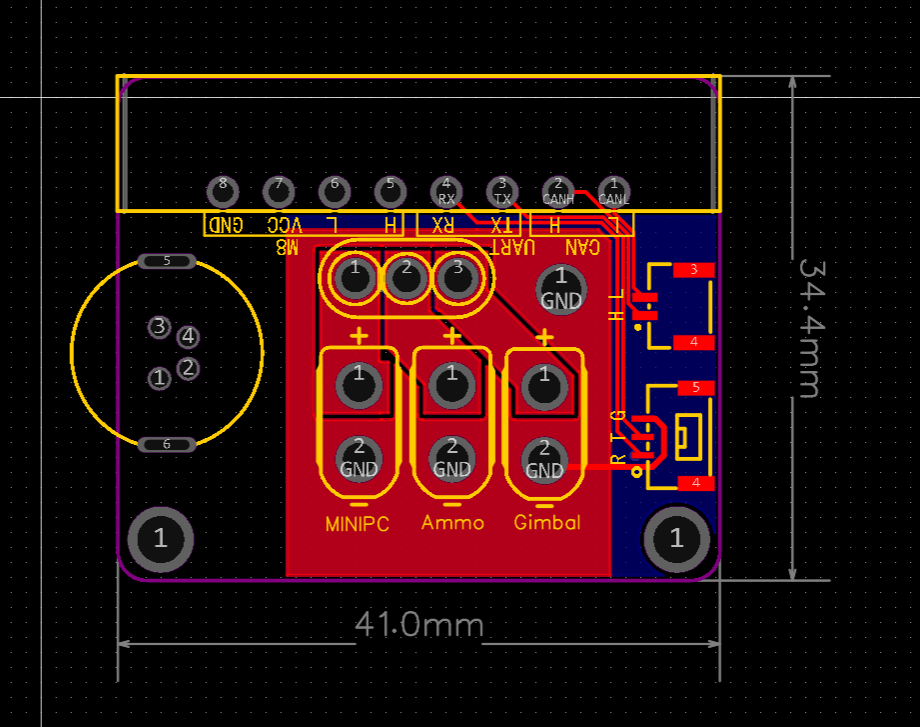 8 7 6 5 4 3 2 1
RX TX CANH CANL
GND VCC L H RX TX H L
M8 UART CAN
5
1 2 3
1
GND
3
L
H
3
4
1
2
4
+ + +
1 1 1
5
G
T
R
6
2 2 2
GND GND GND
4
MINIPC Ammo Gimbal
1
1
34.4mm
41.0mm